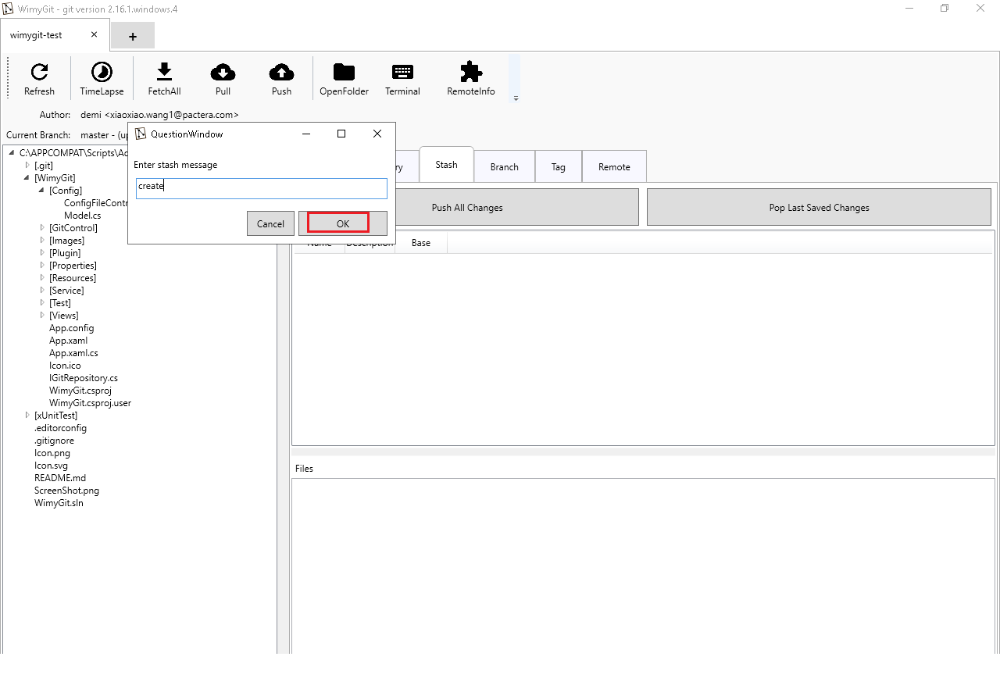 WimyGit - git version 2.16.1.windows.4
wimygit-test
+
Refresh
TimeLapse
FetchAll
Pull
Push
OpenFolder
Terminal
RemoteInfo
Author: demi <xiaoxiao.wang1@pactera.com>
Current Branch: master - (up
QuestionWindow
Enter stash message
create
Cancel
OK
C:\APPCOMPAT\Scripts\Ad
[.git]
[WimyGit]
[Config]
ConfigFileContr
Model.cs
[GitControl]
[Images]
[Plugin]
[Properties]
[Resources]
[Service]
[Test]
[Views]
App.config
App.xaml
App.xaml.cs
Icon.ico
IGitRepository.cs
WimyGit.csproj
WimyGit.csproj.user
[xUnitTest]
.editorconfig
.gitignore
Icon.png
Icon.svg
README.md
ScreenShot.png
WimyGit.sln
ry
Stash
Branch
Tag
Remote
Push All Changes
Pop Last Saved Changes
Name
Description
Base
Files